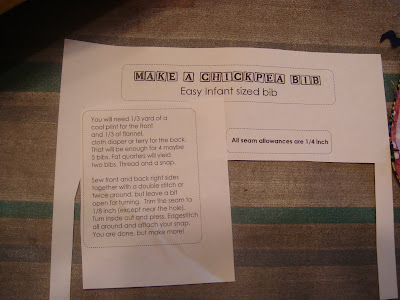 MAKE A CHICKPEA BIB
Easy infant sized bib
You will need 1/3 yard of a
cool print for the front
and 1/3 of flannel,
cloth diaper or terry for the back.
That will be enough for 4 maybe
5 bibs. Fat quarters will yield
two bibs. Thread and a snap.
Sew front and back right sides
together with a double stitch or
twice around, but leave a bit
open for turning. Trim the seam to
1/8 inch (except near the hole).
Turn inside out and press. Edgestitch
all around and attach your snap.
You are done, but make more!
All seam allowances are 1/4 inch